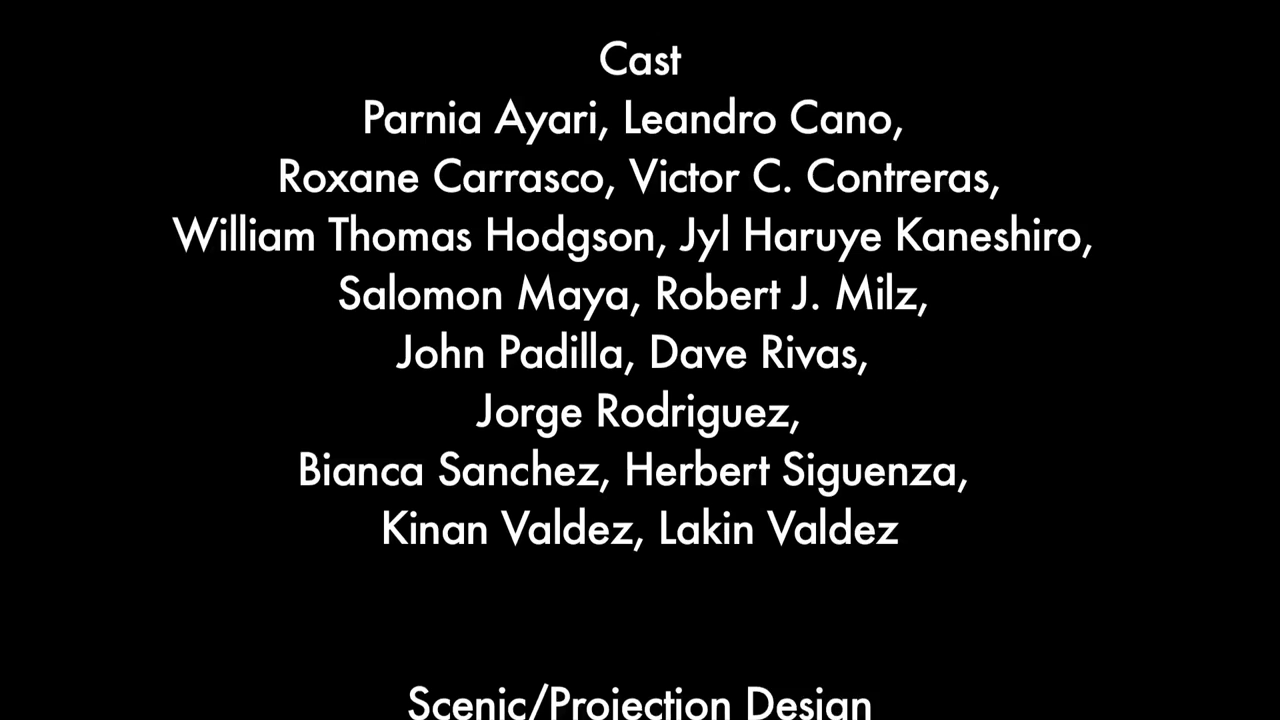 Cast
Parnia Ayari, Leandro Cano,
Roxane Carrasco, Victor C. Contreras,
William Thomas Hodgson, Jyl Haruye Kaneshiro,
Salomon Maya, Robert J. Milz,
John Padilla, Dave Rivas,
Jorge Rodriguez,
Bianca Sanchez, Herbert Siguenza,
Kinan Valdez, Lakin Valdez
Scenic/Projection Design